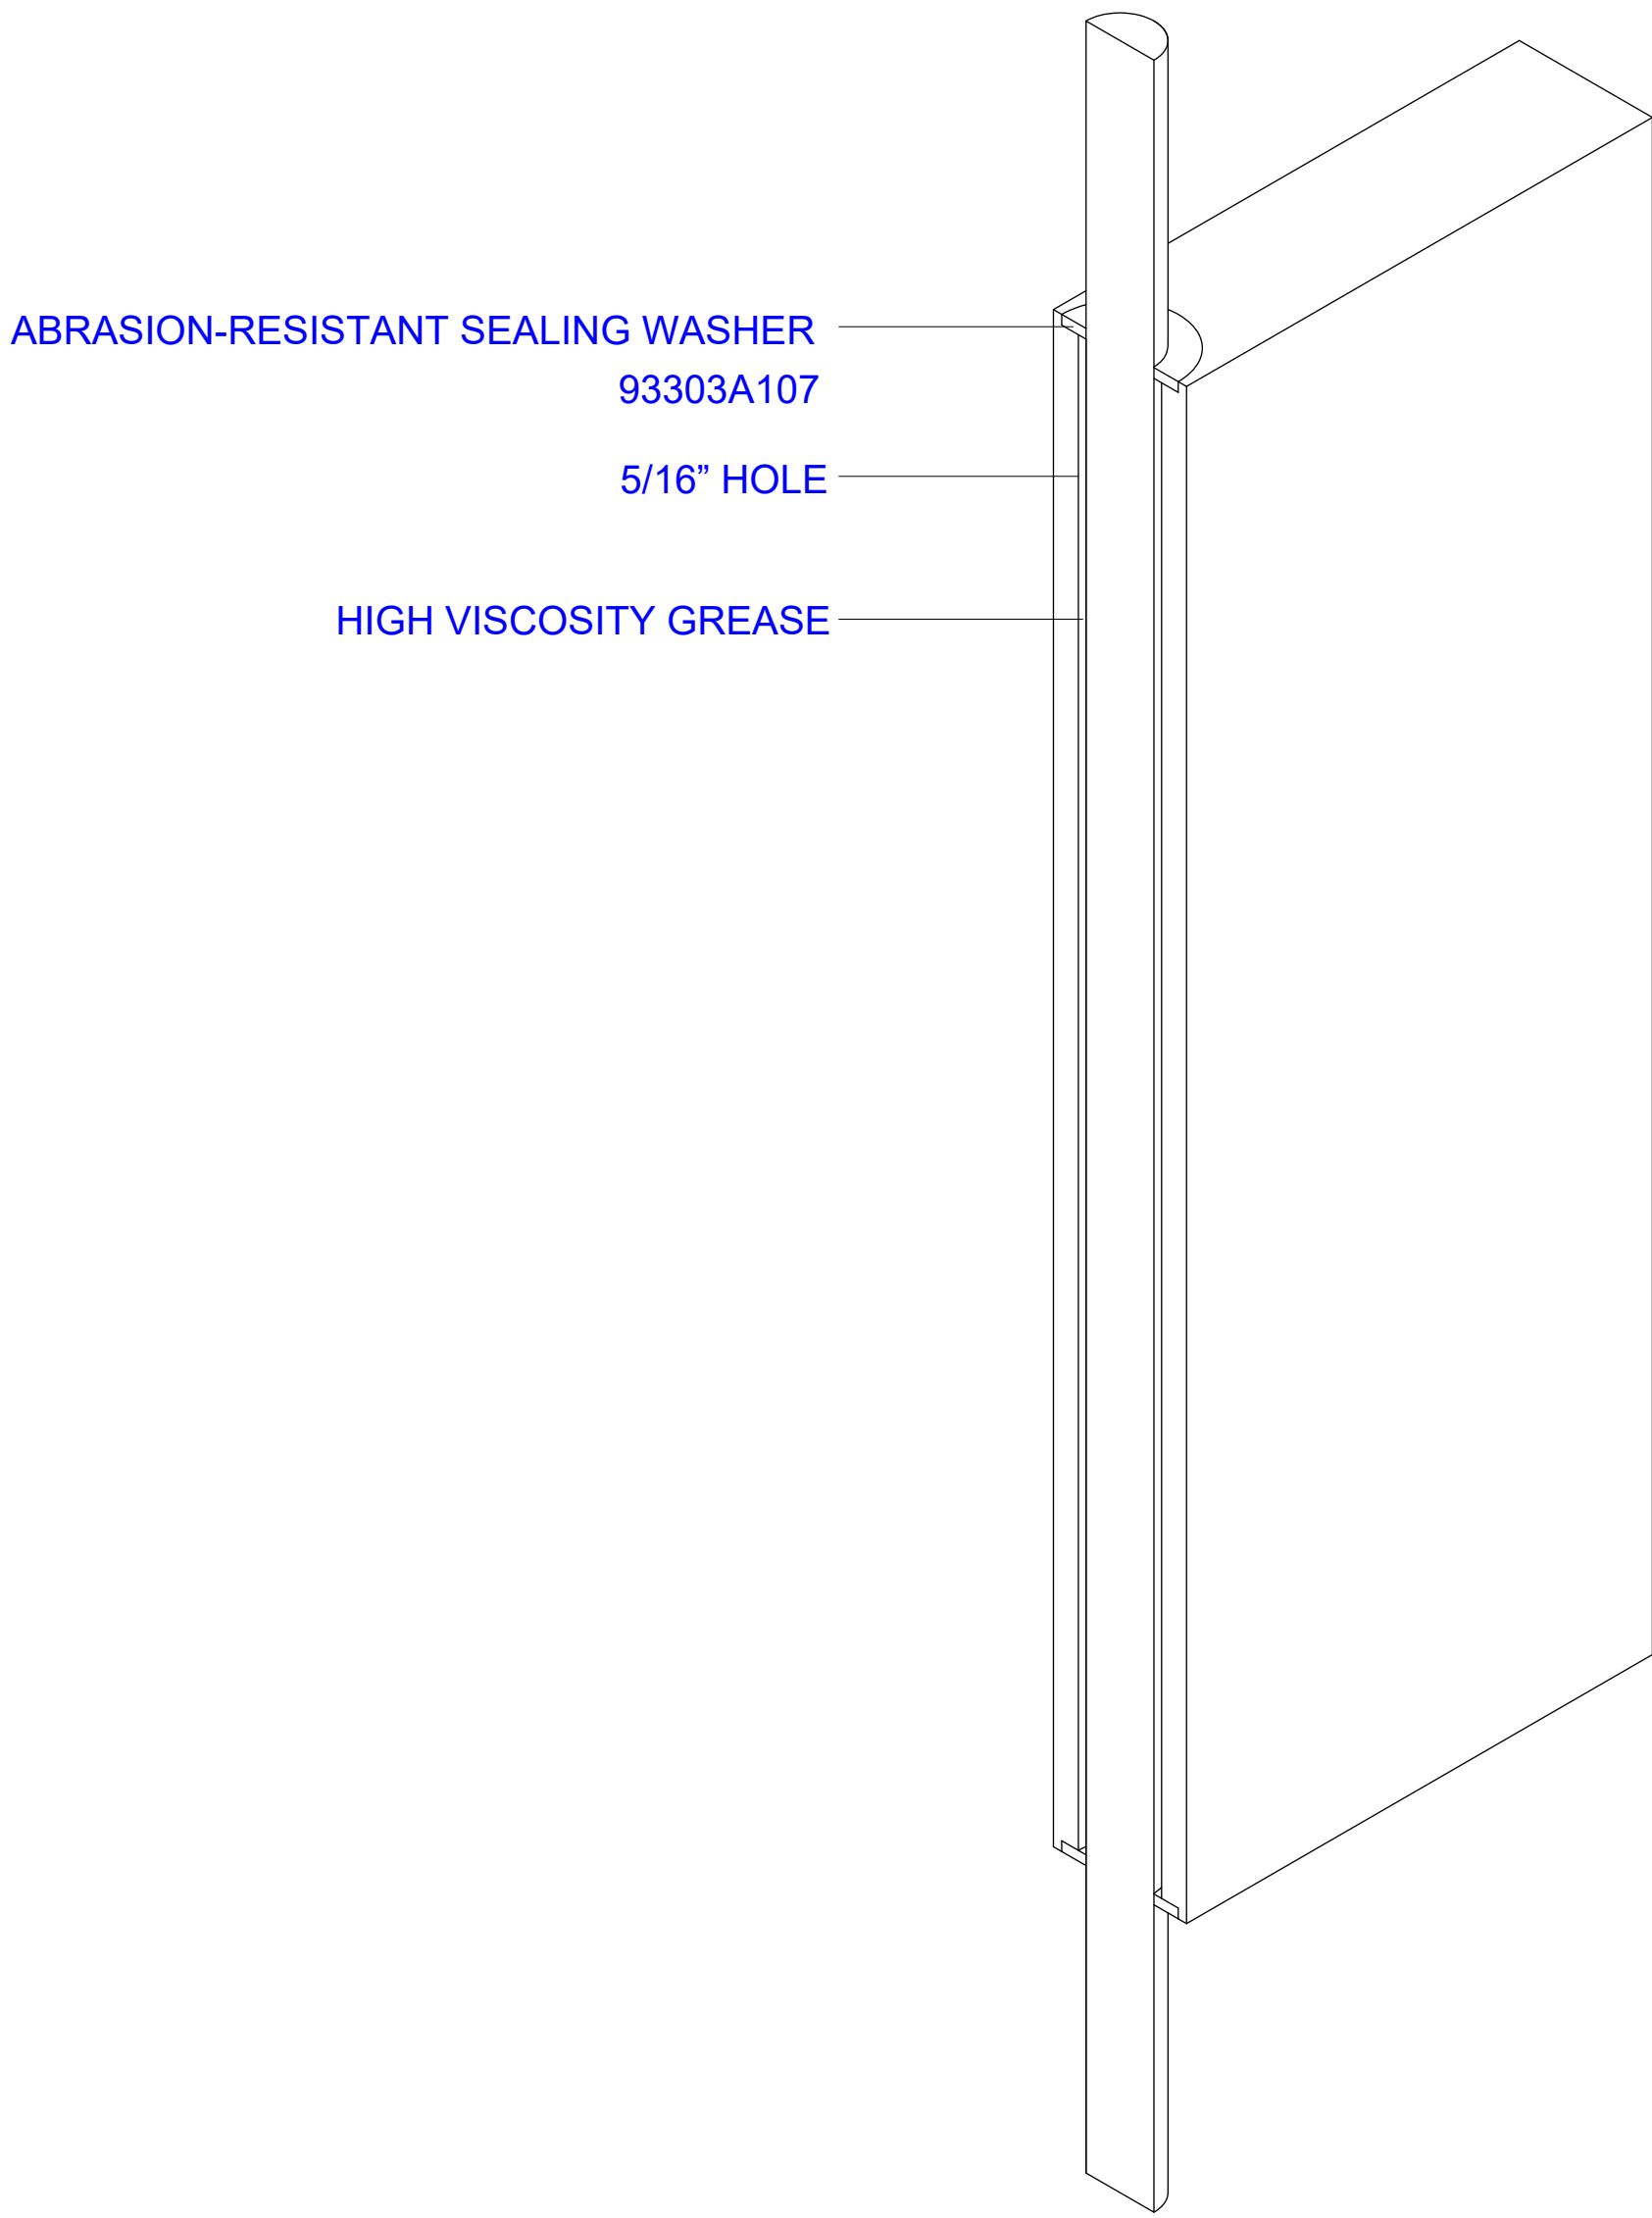 ABRASION-RESISTANT SEALING WASHER
93303A107
5/16” HOLE
HIGH VISCOSITY GREASE